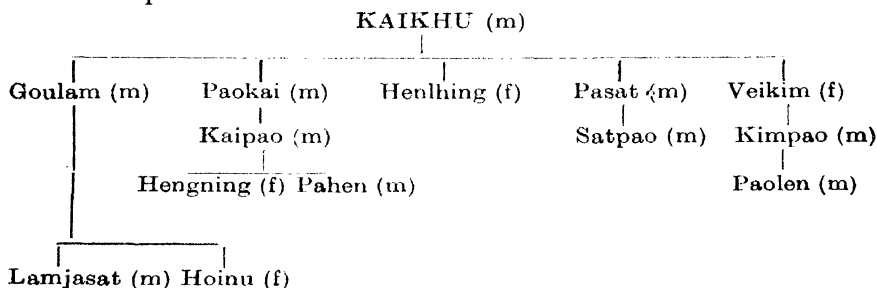 KAIKHU (m)
Goulam (m) Paokai (m) Henlhing (f) Pasat (m) Veikim (f)
Kaipao (m) Satpao (m) Kimpao (m)
Hengning (f) Pahen (m) Paolen (m)
Lamjasat (m) Hoinu (f)